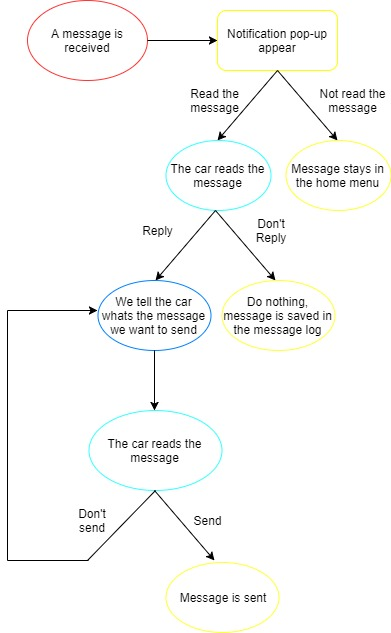 A message is
received
Notification pop-up
appear
Read the
message
Not read the
message
The car reads the
message
Message stays in
the home menu
Reply
Don't
Reply
We tell the car
whats the message
we want to send
Do nothing,
message is saved in
the message log
The car reads the
message
Don't
send
Send
Message is sent